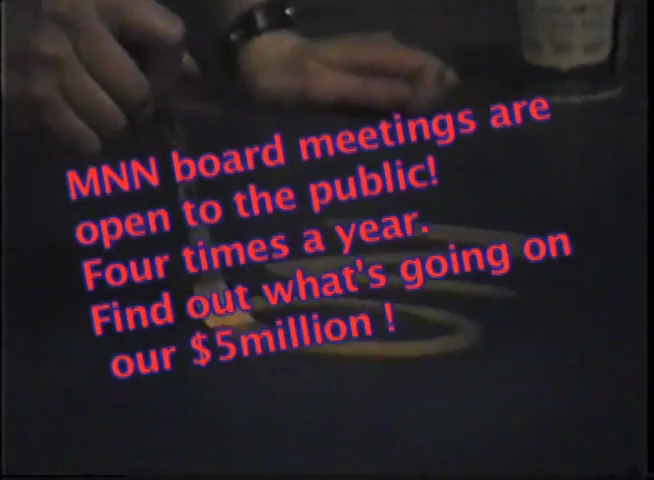 MNN board meetings are
open to the public!
Four times a year.
Find out what's going on
our $5million !